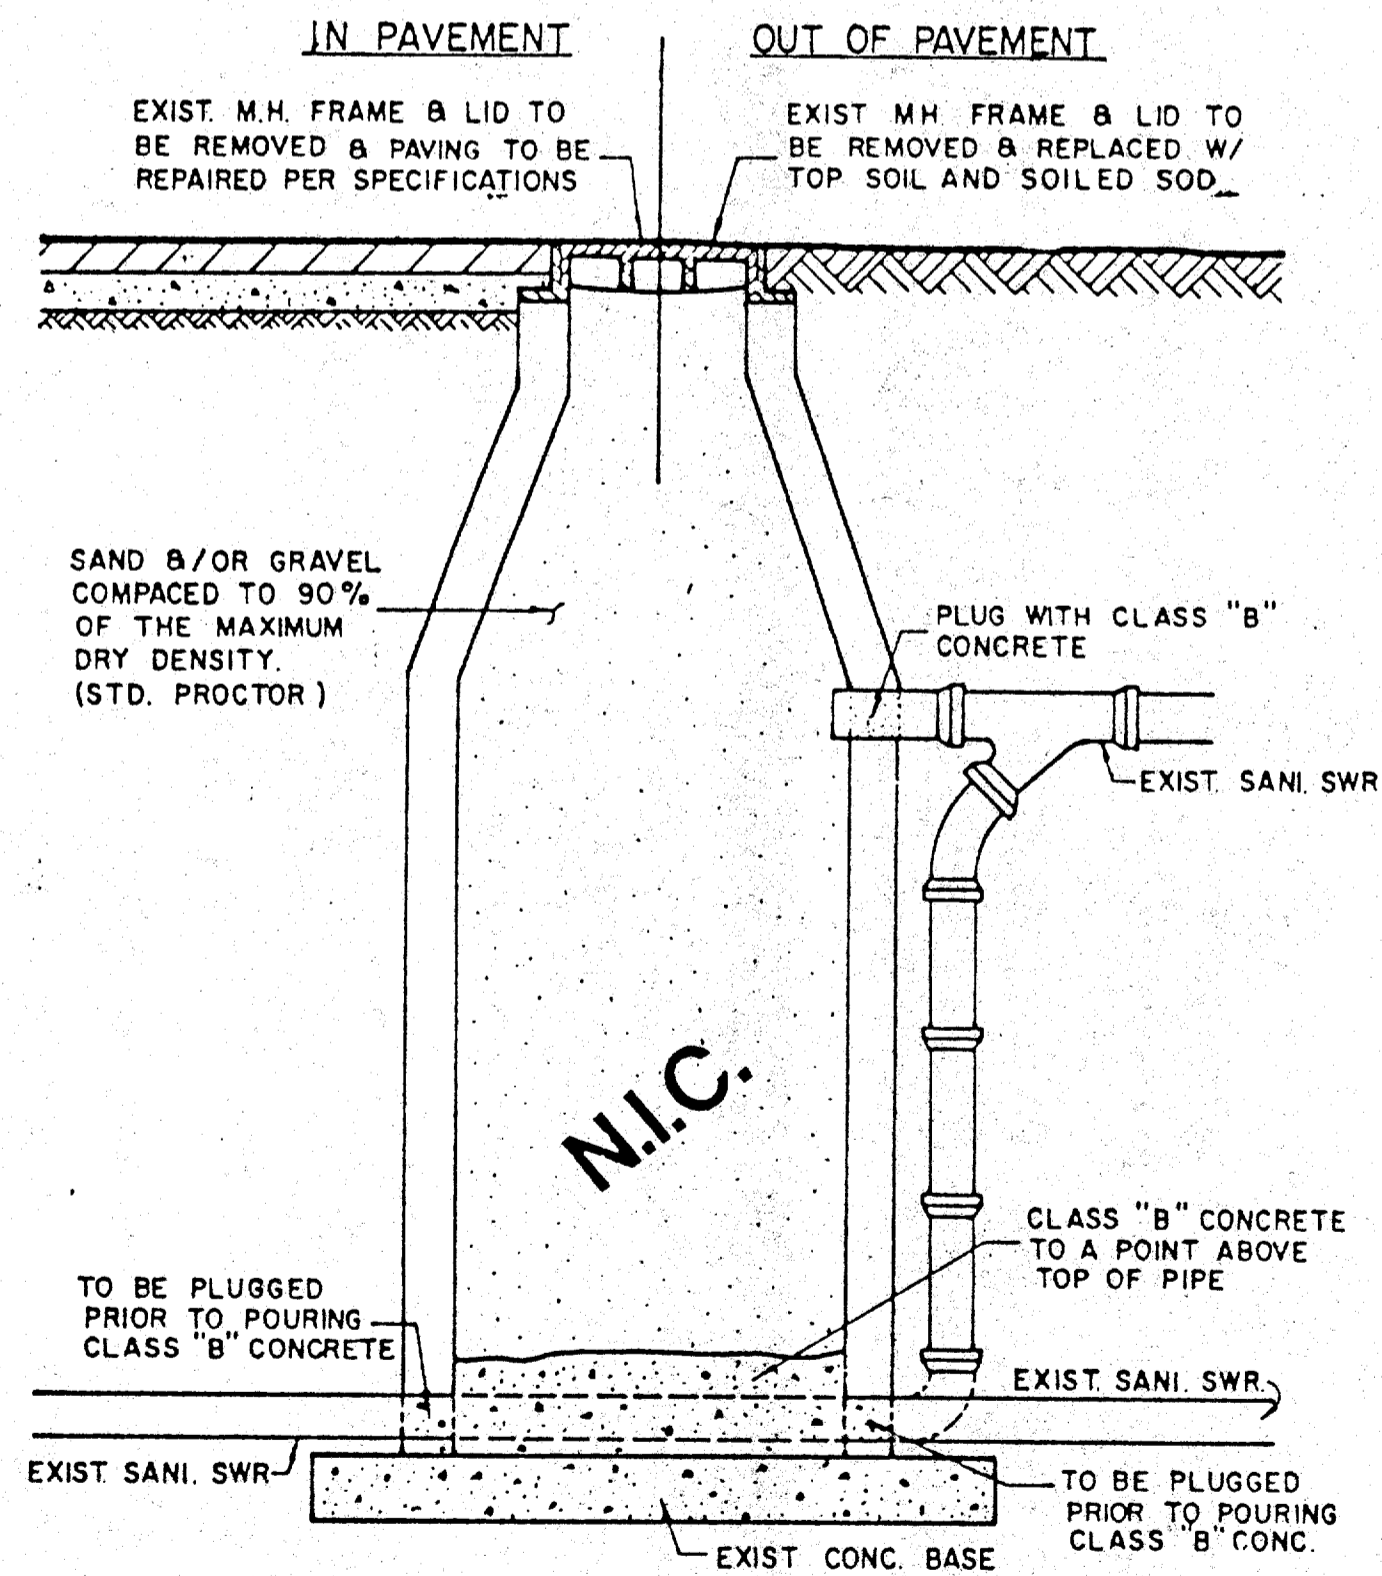 IN PAVEMENT
OUT OF PAVEMENT
EXIST. M.H. FRAME & LID TO
BE REMOVED & PAVING TO BE
REPAIRED PER SPECIFICATIONS
EXIST MH FRAME & LID TO
BE REMOVED & REPLACED W/
TOP SOIL AND SOILED SOD
SAND &/OR GRAVEL
COMPACED TO 90%
OF THE MAXIMUM
DRY DENSITY.
(STD. PROCTOR)
PLUG WITH CLASS "B"
CONCRETE
EXIST. SANI. SWR
N.I.C.
CLASS "B" CONCRETE
TO A POINT ABOVE
TOP OF PIPE
TO BE PLUGGED
PRIOR TO POURING
CLASS "B" CONCRETE
EXIST. SANI. SWR.
EXIST. SANI. SWR
TO BE PLUGGED
PRIOR TO POURING
CLASS "B" CONC.
EXIST CONC. BASE